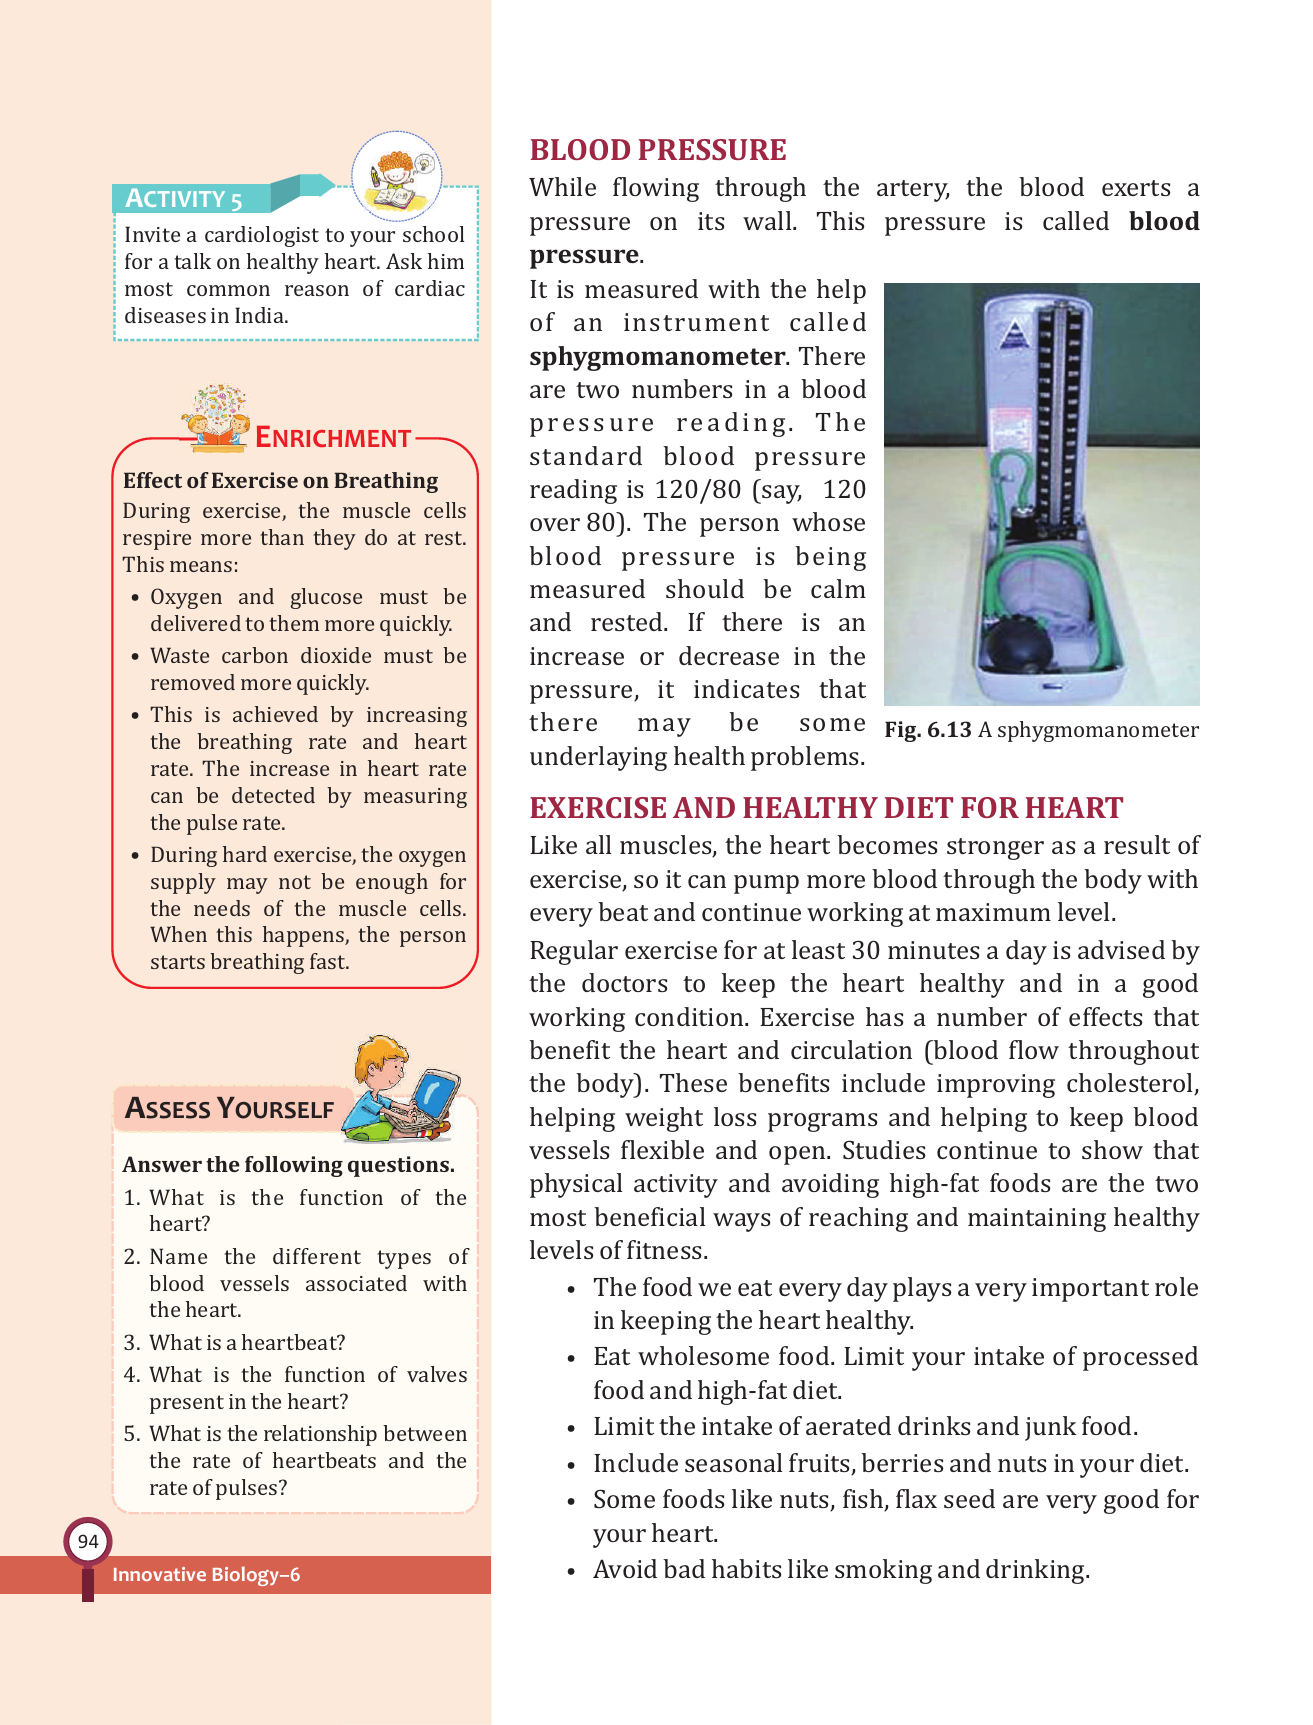 ACTIVITY 5
Invite a cardiologist to your school
for a talk on healthy heart. Ask him
most common reason of cardiac
diseases in India.
ENRICHMENT
Effect of Exercise on Breathing
During exercise, the muscle cells
respire more than they do at rest.
This means:
• Oxygen and glucose must be
delivered to them more quickly.
• Waste carbon dioxide must be
removed more quickly.
• This is achieved by increasing
the breathing rate and heart
rate. The increase in heart rate
can be detected by measuring
the pulse rate.
• During hard exercise, the oxygen
supply may not be enough for
the needs of the muscle cells.
When this happens, the person
starts breathing fast.
ASSESS YOURSELF
Answer the following questions.
1. What is the function of the
heart?
2. Name the different types of
blood vessels associated with
the heart.
3. What is a heartbeat?
4. What is the function of valves
present in the heart?
5. What is the relationship between
the rate of heartbeats and the
rate of pulses?
94
Innovative Biology–6
BLOOD PRESSURE
While flowing through the artery, the blood exerts a
pressure on its wall. This pressure is called blood
pressure.
It is measured with the help
of an instrument called
sphygmomanometer. There
are two numbers in a blood
pressure reading. The
standard blood pressure
reading is 120/80 (say, 120
over 80). The person whose
blood pressure is being
measured should be calm
and rested. If there is an
increase or decrease in the
pressure, it indicates that
there may be some
underlaying health problems.
Fig. 6.13 A sphygmomanometer
EXERCISE AND HEALTHY DIET FOR HEART
Like all muscles, the heart becomes stronger as a result of
exercise, so it can pump more blood through the body with
every beat and continue working at maximum level.
Regular exercise for at least 30 minutes a day is advised by
the doctors to keep the heart healthy and in a good
working condition. Exercise has a number of effects that
benefit the heart and circulation (blood flow throughout
the body). These benefits include improving cholesterol,
helping weight loss programs and helping to keep blood
vessels flexible and open. Studies continue to show that
physical activity and avoiding high-fat foods are the two
most beneficial ways of reaching and maintaining healthy
levels of fitness.
• The food we eat every day plays a very important role
in keeping the heart healthy.
• Eat wholesome food. Limit your intake of processed
food and high-fat diet.
• Limit the intake of aerated drinks and junk food.
• Include seasonal fruits, berries and nuts in your diet.
• Some foods like nuts, fish, flax seed are very good for
your heart.
• Avoid bad habits like smoking and drinking.